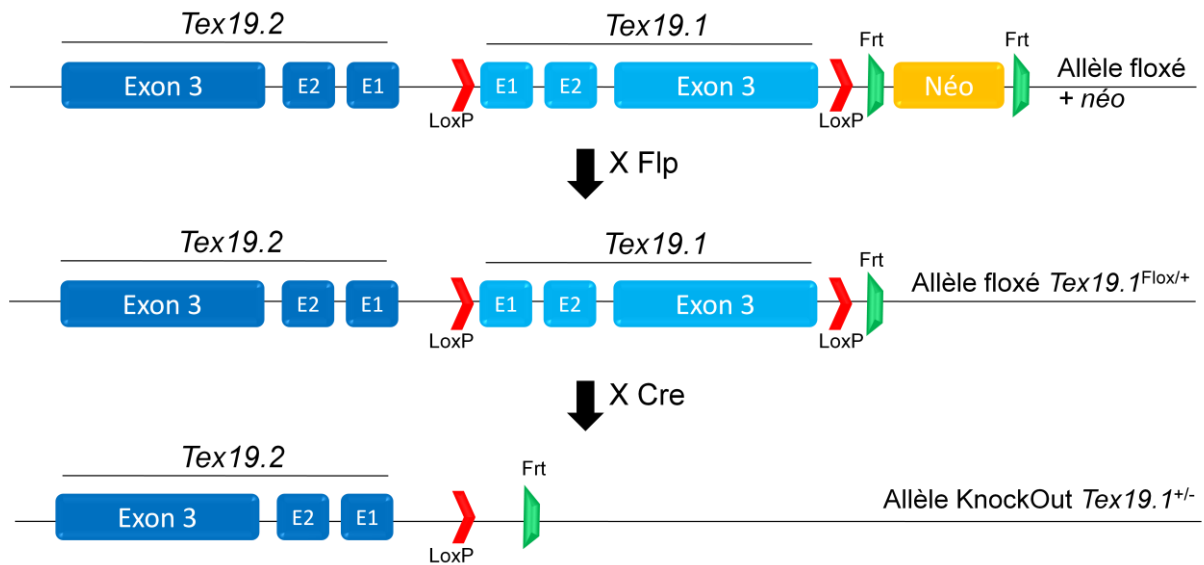 Tex19.2
Tex19.1
Frt
Frt
Exon 3
E2
E1
E1
E2
Exon 3
Néo
Allèle floxé
+ néo
LoxP
LoxP
X Flp
Tex19.2
Tex19.1
Frt
Exon 3
E2
E1
E1
E2
Exon 3
Allèle floxé Tex19.1Flox/+
LoxP
LoxP
X Cre
Tex19.2
Frt
Exon 3
E2
E1
Allèle KnockOut Tex19.1+/-
LoxP